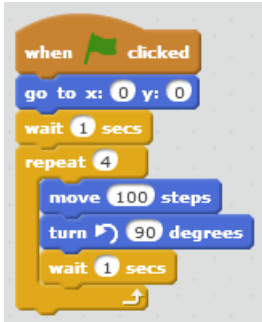 when clicked
go to x: 0 y: 0
wait 1 secs
repeat 4
move 100 steps
turn 90 degrees
wait 1 secs